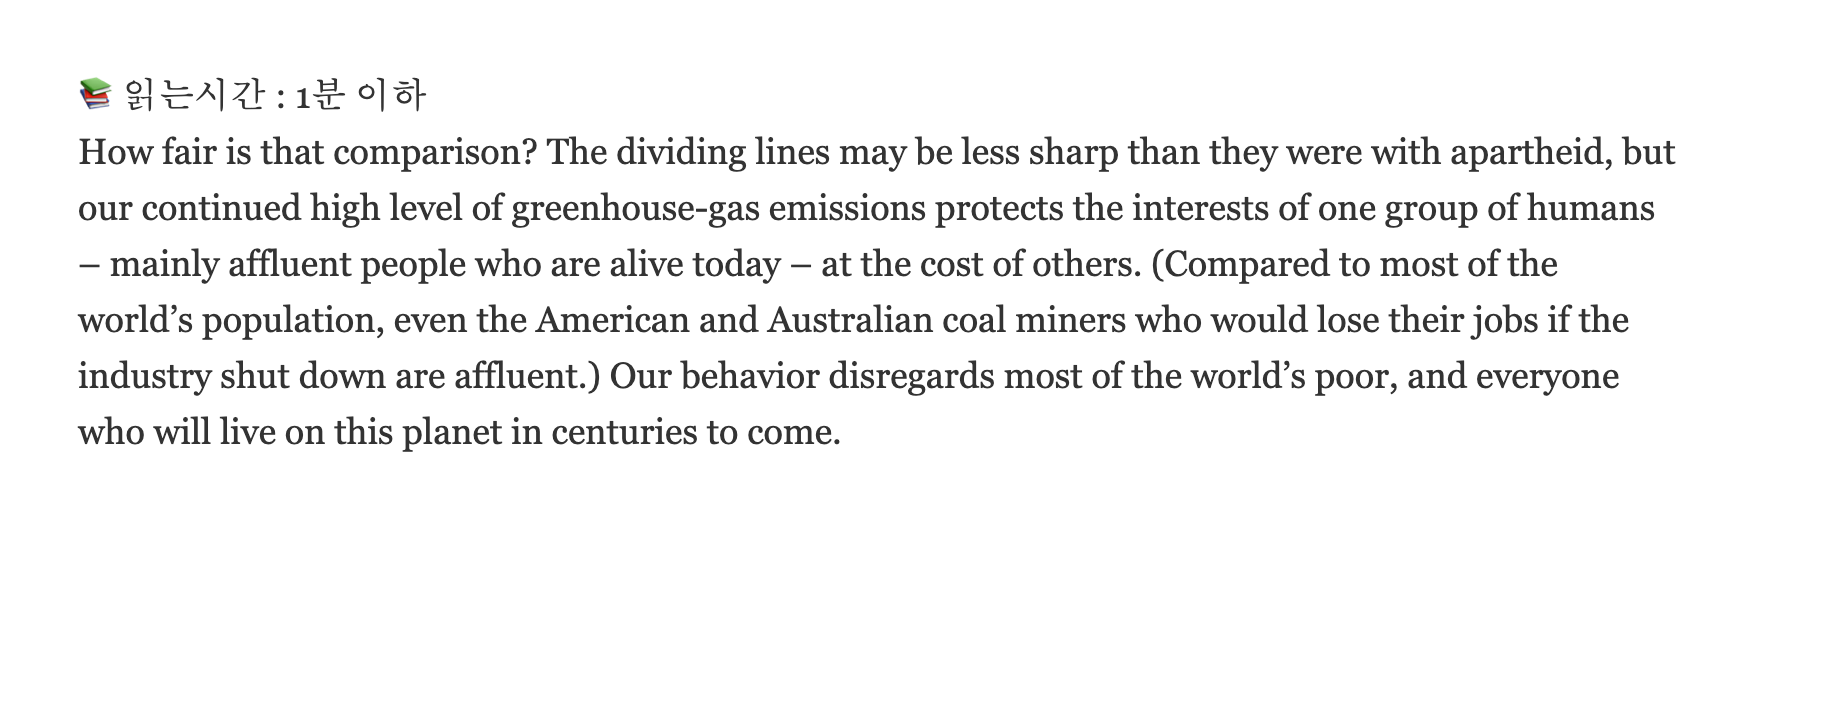 📚 읽는시간 : 1분 이하
How fair is that comparison? The dividing lines may be less sharp than they were with apartheid, but
our continued high level of greenhouse-gas emissions protects the interests of one group of humans
– mainly affluent people who are alive today – at the cost of others. (Compared to most of the
world’s population, even the American and Australian coal miners who would lose their jobs if the
industry shut down are affluent.) Our behavior disregards most of the world’s poor, and everyone
who will live on this planet in centuries to come.